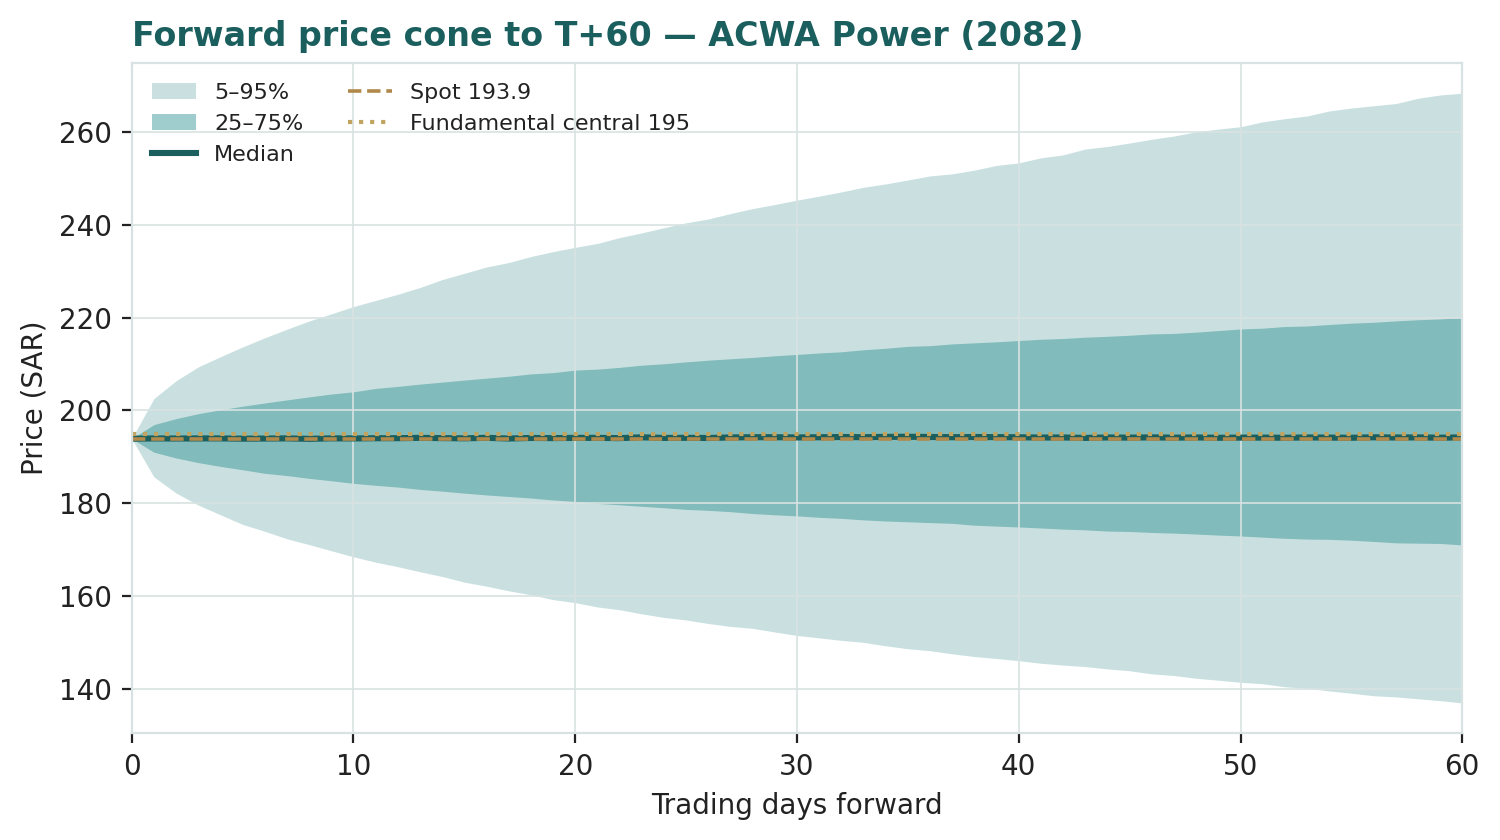 Forward price cone to T+60 — ACWA Power (2082)
5–95%
25–75%
Median
Spot 193.9
Fundamental central 195
Price (SAR)
260
240
220
200
180
160
140
0 10 20 30 40 50 60
Trading days forward